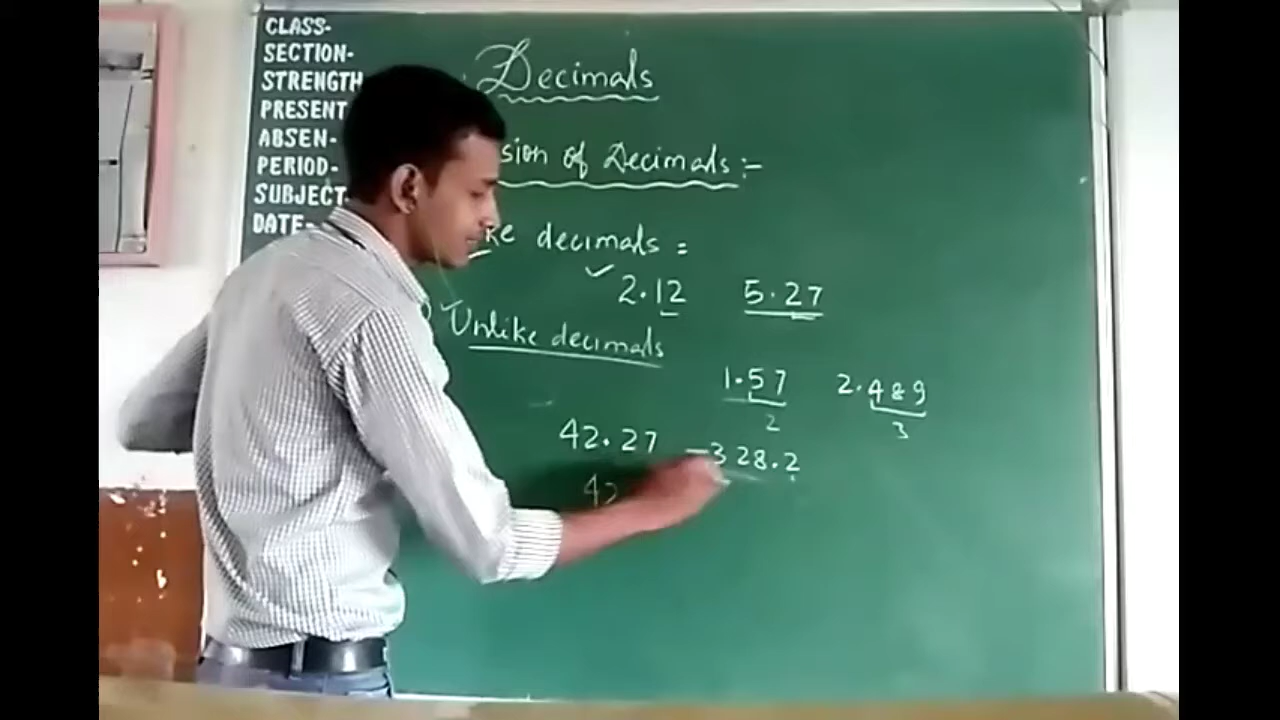 CLASS-
SECTION-
STRENGTH
PRESENT
ABSEN-
PERIOD-
SUBJECT-
DATE-
Decimals
sion of Decimals:-
ke decimals =
2.12 5.27
Unlike decimals
1.57 2.489
2 3
42.27 328.2
42